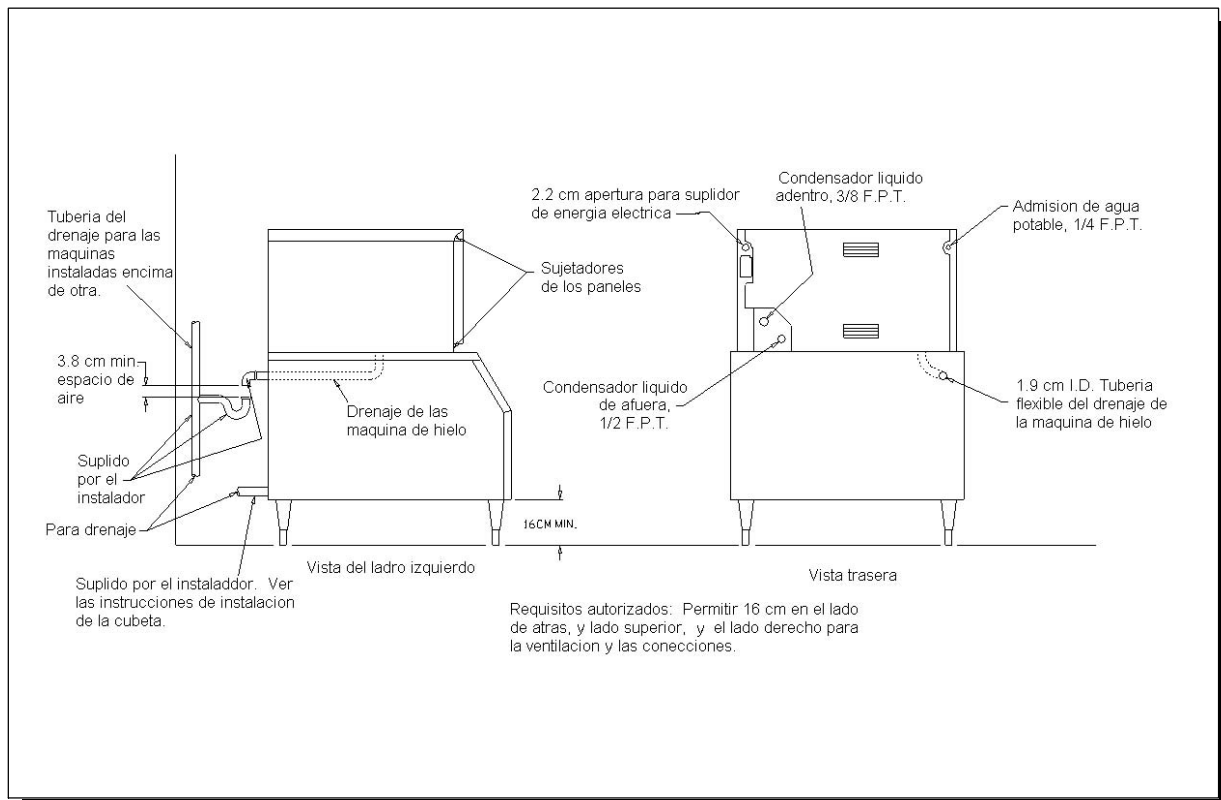 Tuberia del
drenaje para las
maquinas
instaladas encima
de otra.
3.8 cm min.
espacio de
aire
Suplido
por el
instalador
Para drenaje
Suplido por el instaladdor.  Ver
las instrucciones de instalacion
de la cubeta.
Drenaje de las
maquina de hielo
Sujetadores
de los paneles
16CM MIN.
Vista del ladro izquierdo
2.2 cm apertura para suplidor
de energia electrica
Condensador liquido
adentro, 3/8 F.P.T.
Admision de agua
potable, 1/4 F.P.T.
Condensador liquido
de afuera,
1/2 F.P.T.
1.9 cm I.D. Tuberia
flexible del drenaje de
la maquina de hielo
Vista trasera
Requisitos autorizados:  Permitir 16 cm en el lado
de atras, y lado superior,  y  el lado derecho para
la ventilacion y las conecciones.